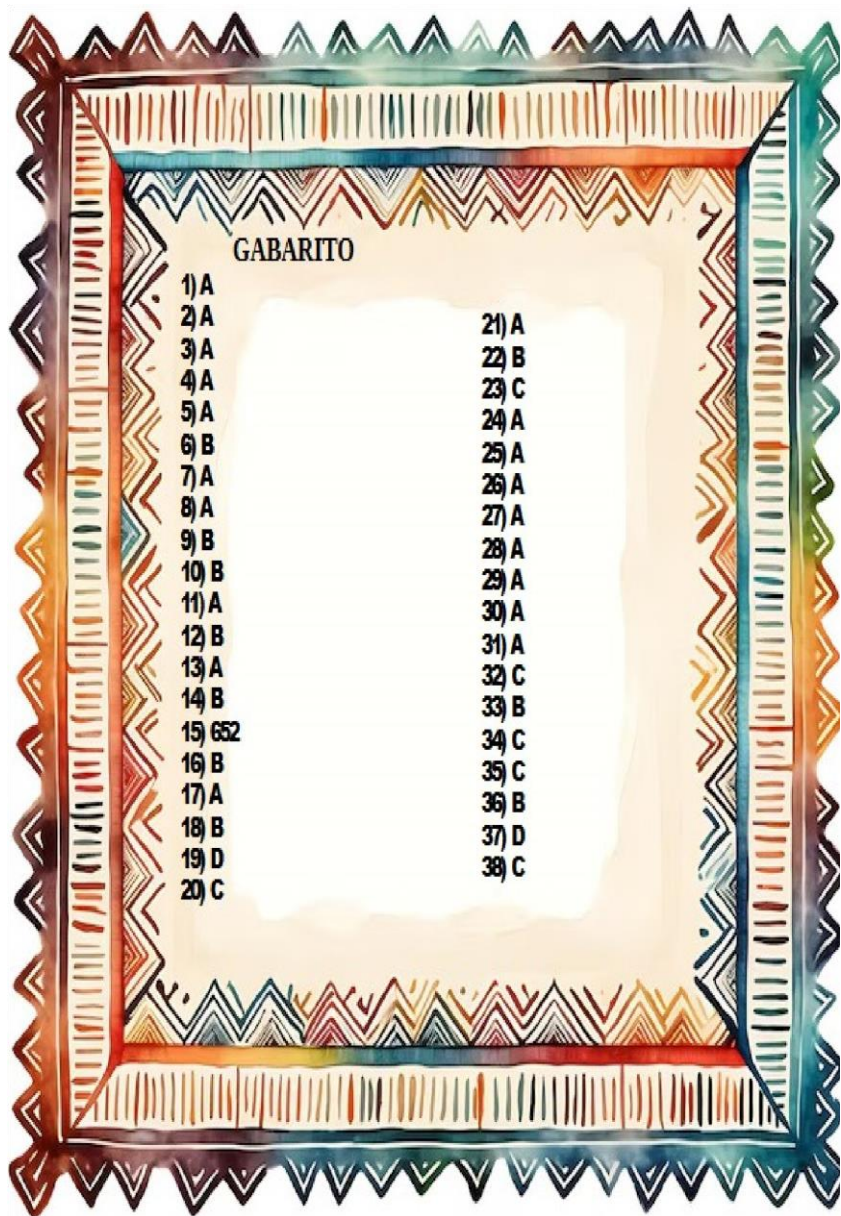 GABARITO
1) A
2) A
3) A
4) A
5) A
6) B
7) A
8) A
9) B
10) B
11) A
12) B
13) A
14) B
15) 652
16) B
17) A
18) B
19) D
20) C
21) A
22) B
23) C
24) A
25) A
26) A
27) A
28) A
29) A
30) A
31) A
32) C
33) B
34) C
35) C
36) B
37) D
38) C